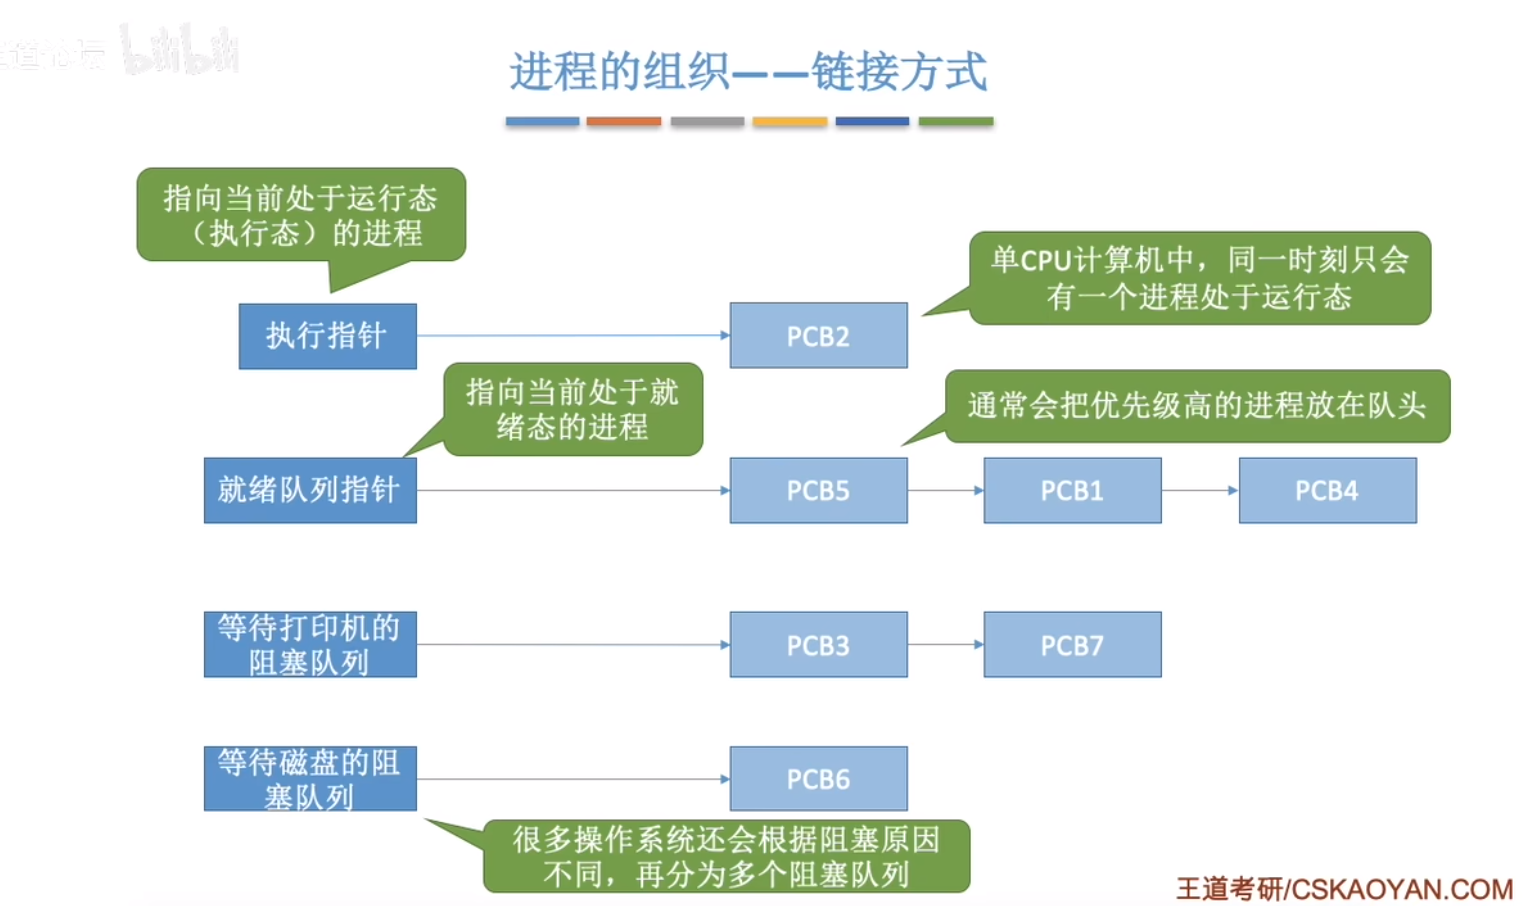 bilibili
进程的组织——链接方式
指向当前处于运行态
（执行态）的进程
单CPU计算机中，同一时刻只会
有一个进程处于运行态
执行指针
PCB2
指向当前处于就
绪态的进程
通常会把优先级高的进程放在队头
就绪队列指针
PCB5
PCB1
PCB4
等待打印机的
阻塞队列
PCB3
PCB7
等待磁盘的阻
塞队列
PCB6
很多操作系统还会根据阻塞原因
不同，再分为多个阻塞队列
王道考研/CSKAOYAN.COM